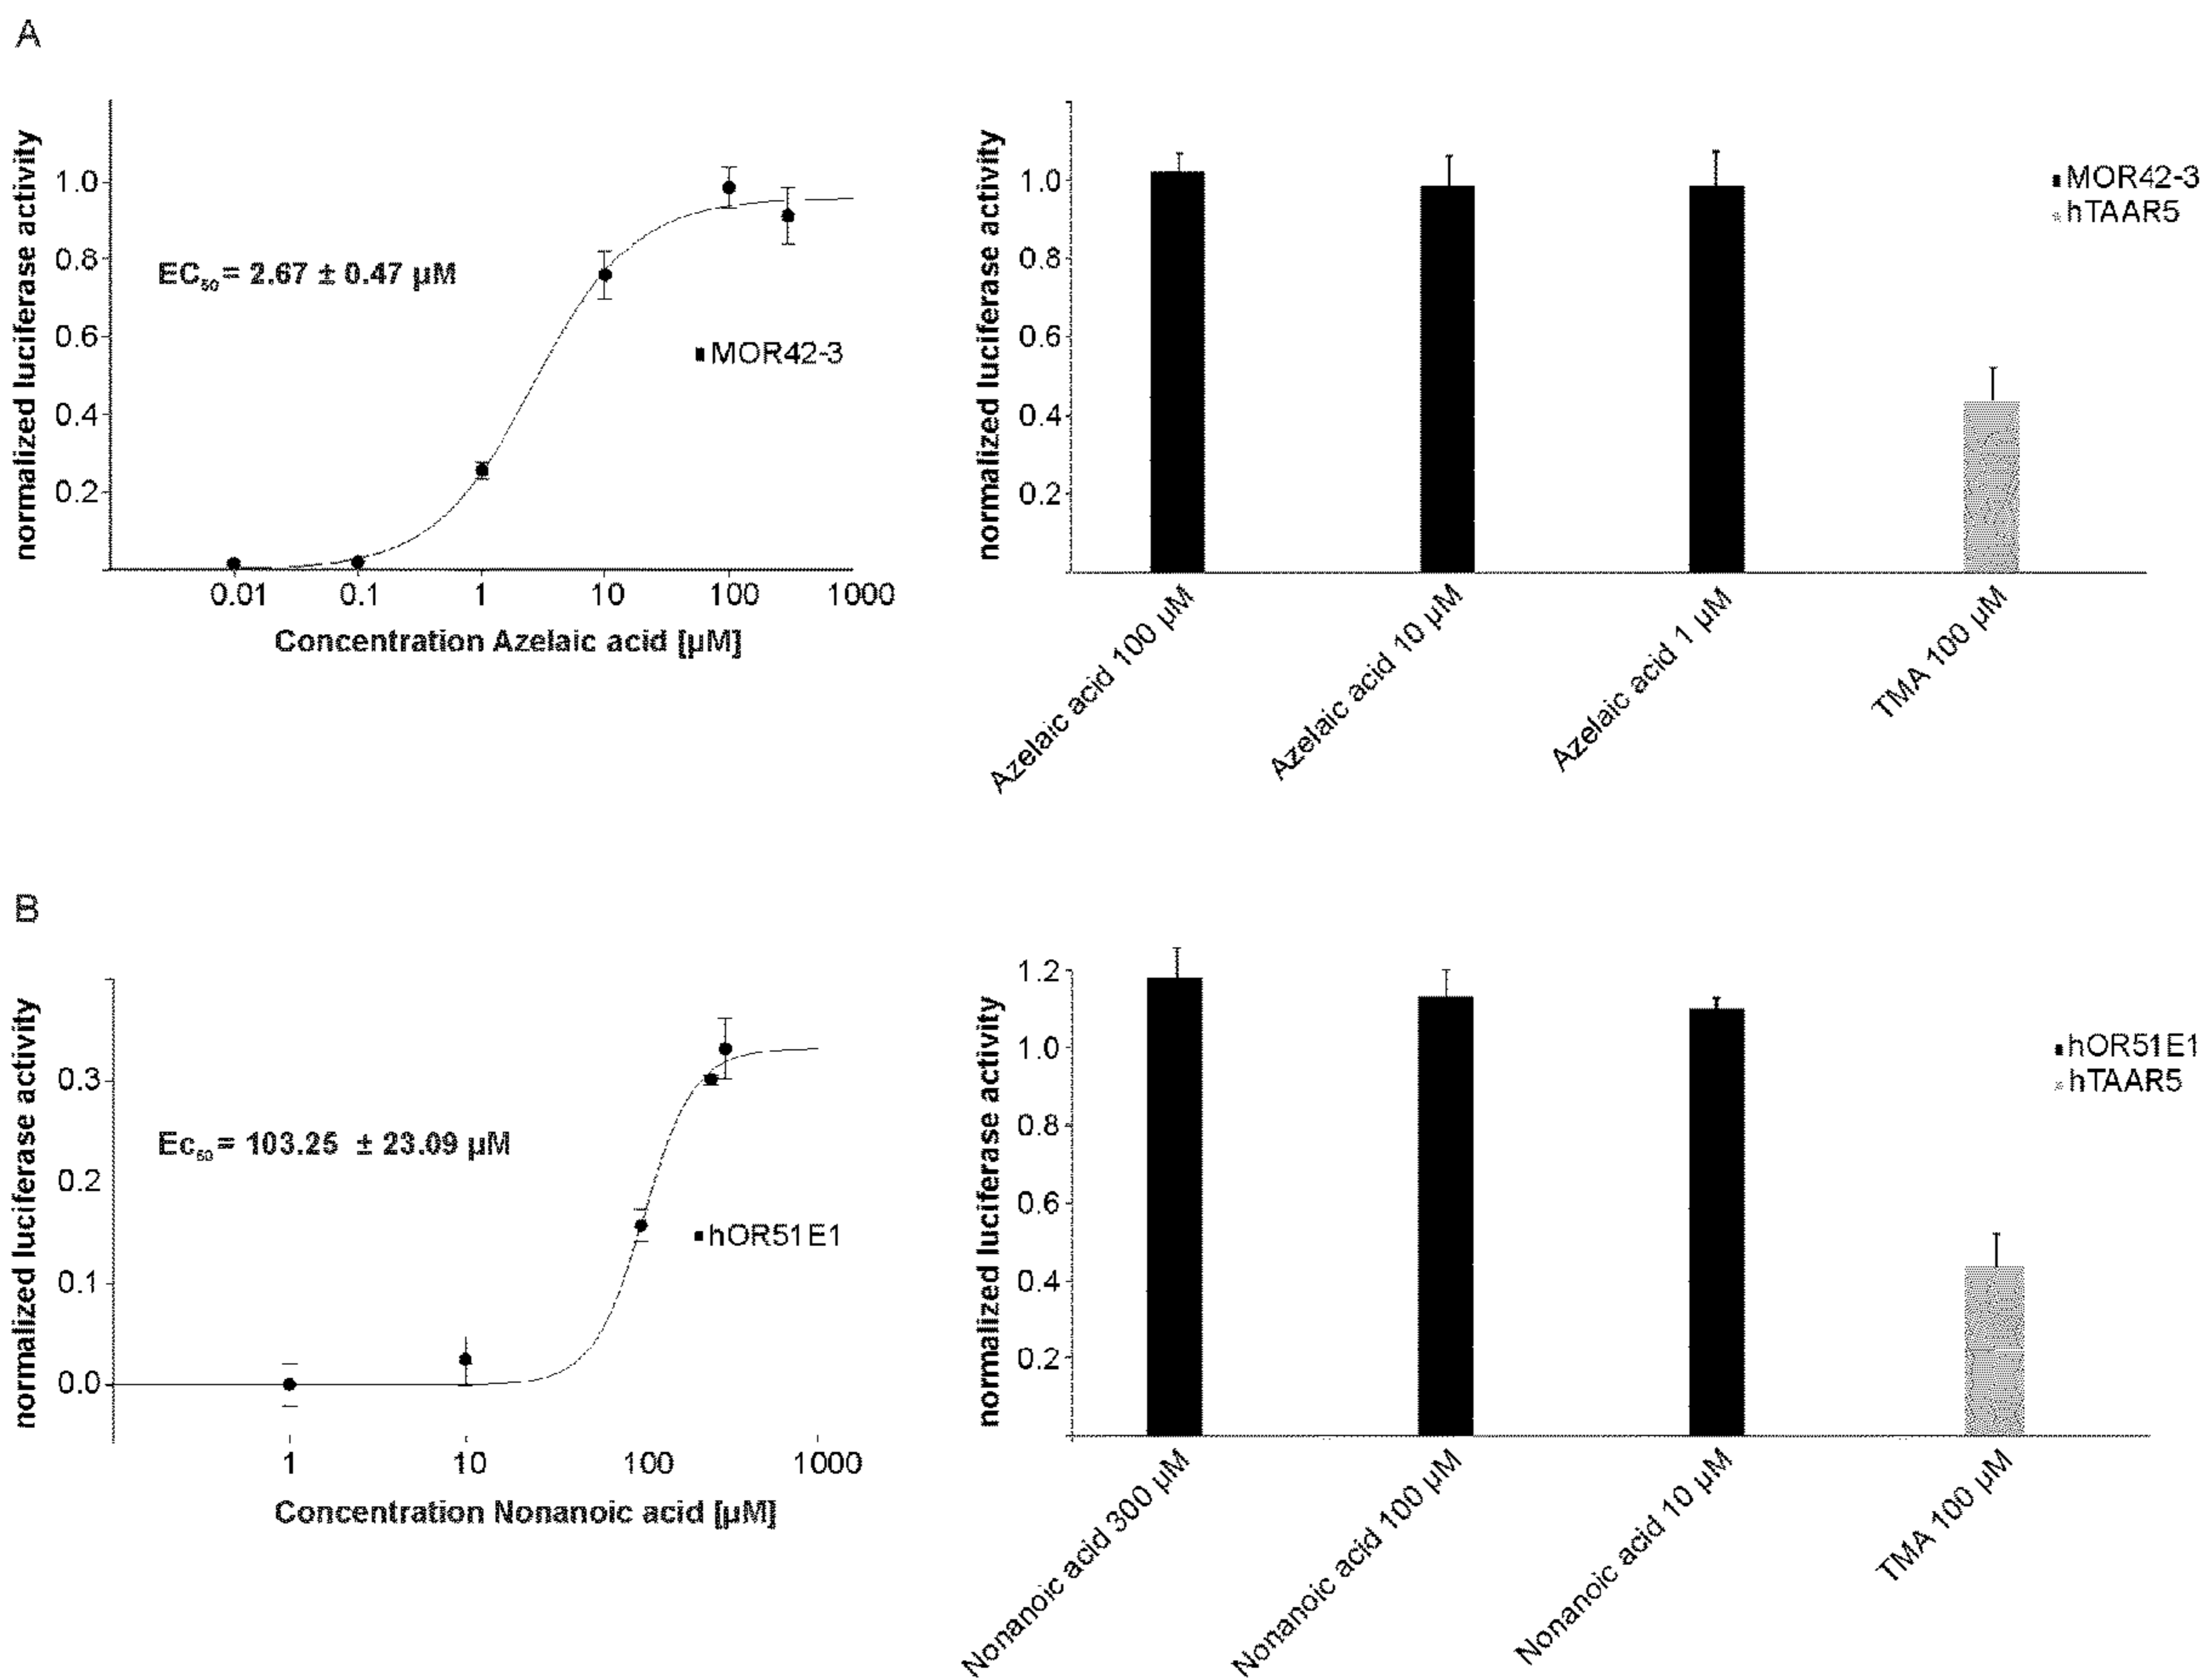 A
normalized luciferase activity
1.0
0.8
0.6
0.4
0.2
EC50 = 2.67 ± 0.47 µM
MOR42-3
0.01 0.1 1 10 100 1000
Concentration Azelaic acid [µM]
normalized luciferase activity
1.0
0.8
0.6
0.4
0.2
MOR42-3
hTAAR5
Azelaic acid 100 µM
Azelaic acid 10 µM
Azelaic acid 1 µM
TMA 100 µM
B
normalized luciferase activity
0.3
0.2
0.1
0.0
Ec50 = 103.25 ± 23.09 µM
hOR51E1
1 10 100 1000
Concentration Nonanoic acid [µM]
normalized luciferase activity
1.2
1.0
0.8
0.6
0.4
0.2
hOR51E1
hTAAR5
Nonanoic acid 300 µM
Nonanoic acid 100 µM
Nonanoic acid 10 µM
TMA 100 µM